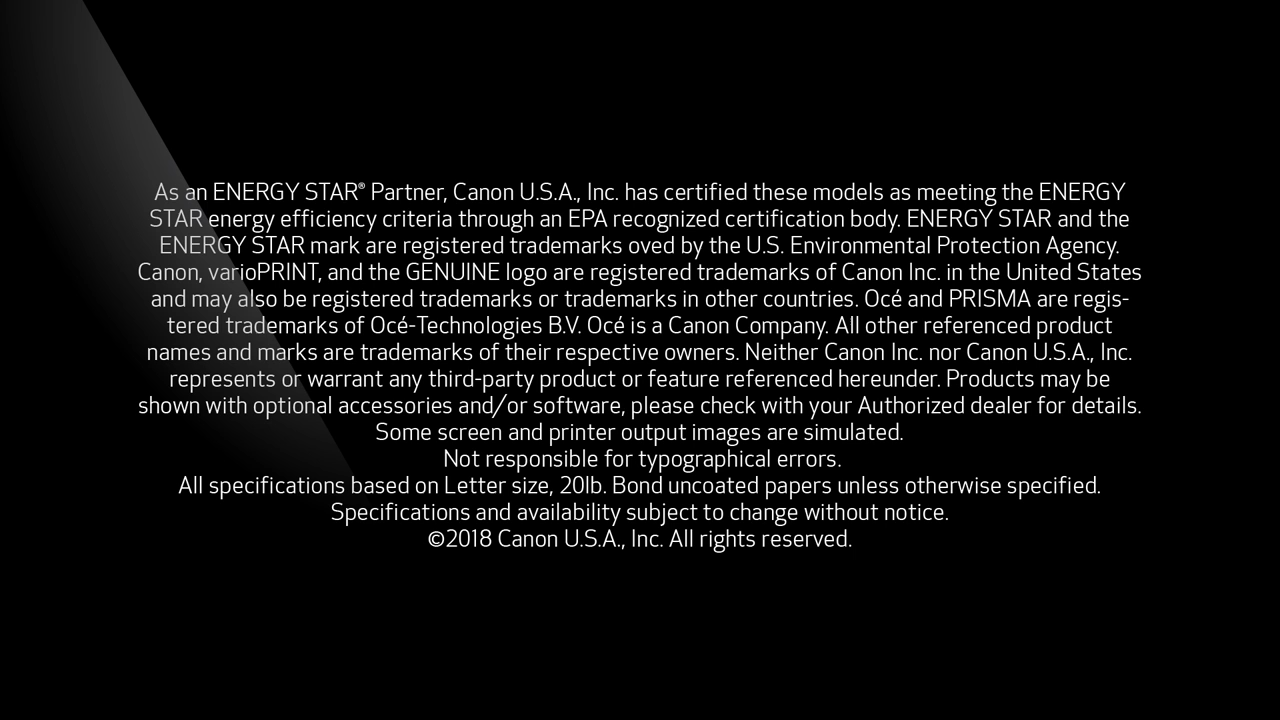 As an ENERGY STAR® Partner, Canon U.S.A., Inc. has certified these models as meeting the ENERGY
STAR energy efficiency criteria through an EPA recognized certification body. ENERGY STAR and the
ENERGY STAR mark are registered trademarks oved by the U.S. Environmental Protection Agency.
Canon, varioPRINT, and the GENUINE logo are registered trademarks of Canon Inc. in the United States
and may also be registered trademarks or trademarks in other countries. Océ and PRISMA are regis-
tered trademarks of Océ-Technologies B.V. Océ is a Canon Company. All other referenced product
names and marks are trademarks of their respective owners. Neither Canon Inc. nor Canon U.S.A., Inc.
represents or warrant any third-party product or feature referenced hereunder. Products may be
shown with optional accessories and/or software, please check with your Authorized dealer for details.
Some screen and printer output images are simulated.
Not responsible for typographical errors.
All specifications based on Letter size, 20lb. Bond uncoated papers unless otherwise specified.
Specifications and availability subject to change without notice.
©2018 Canon U.S.A., Inc. All rights reserved.